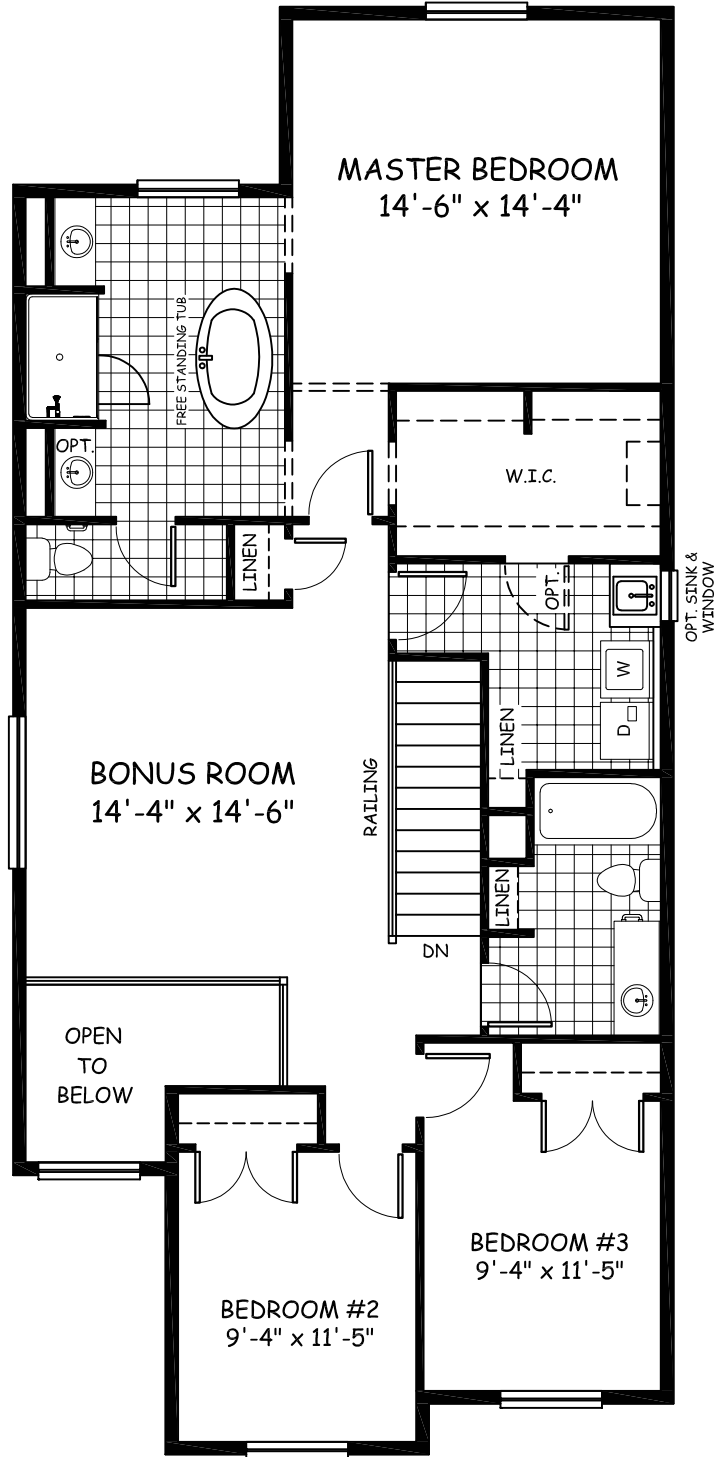 MASTER BEDROOM
14'-6" x 14'-4"
FREE STANDING TUB
OPT.
W.I.C.
LINEN
OPT.
OPT. SINK &
WINDOW
W
D
LINEN
BONUS ROOM
14'-4" x 14'-6"
RAILING
LINEN
DN
OPEN
TO
BELOW
BEDROOM #3
9'-4" x 11'-5"
BEDROOM #2
9'-4" x 11'-5"